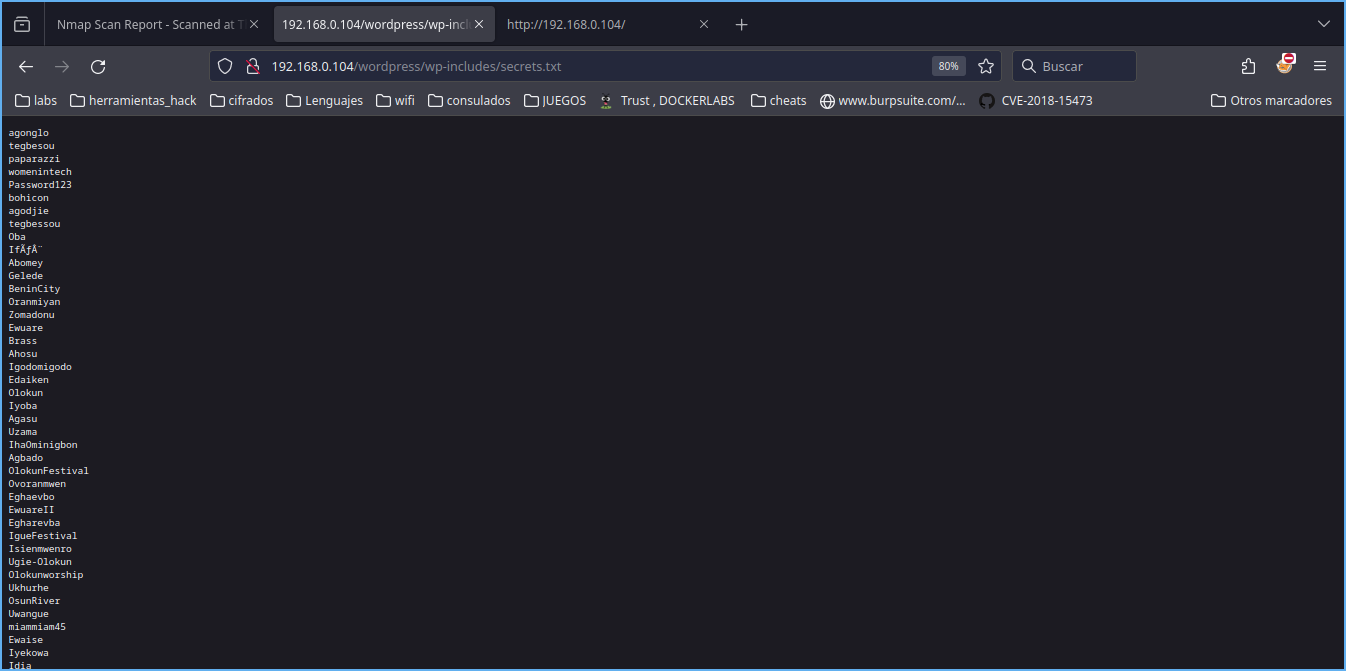 Nmap Scan Report - Scanned at T
192.168.0.104/wordpress/wp-incl
http://192.168.0.104/
192.168.0.104/wordpress/wp-includes/secrets.txt
80%
Buscar
labs
herramientas_hack
cifrados
Lenguajes
wifi
consulados
JUEGOS
Trust , DOCKERLABS
cheats
www.burpsuite.com/...
CVE-2018-15473
Otros marcadores
agonglo
tegbesou
paparazzi
womenintech
Password123
bohicon
agodjie
tegbessou
Oba
IfÃƒÂ¨
Abomey
Gelede
BeninCity
Oranmiyan
Zomadonu
Ewuare
Brass
Ahosu
Igodomigodo
Edaiken
Olokun
Iyoba
Agasu
Uzama
IhaOminigbon
Agbado
OlokunFestival
Ovoranmwen
Eghaevbo
EwuareII
Egharevba
IgueFestival
Isienmwenro
Ugie-Olokun
Olokunworship
Ukhurhe
OsunRiver
Uwangue
miammiam45
Ewaise
Iyekowa
Idia